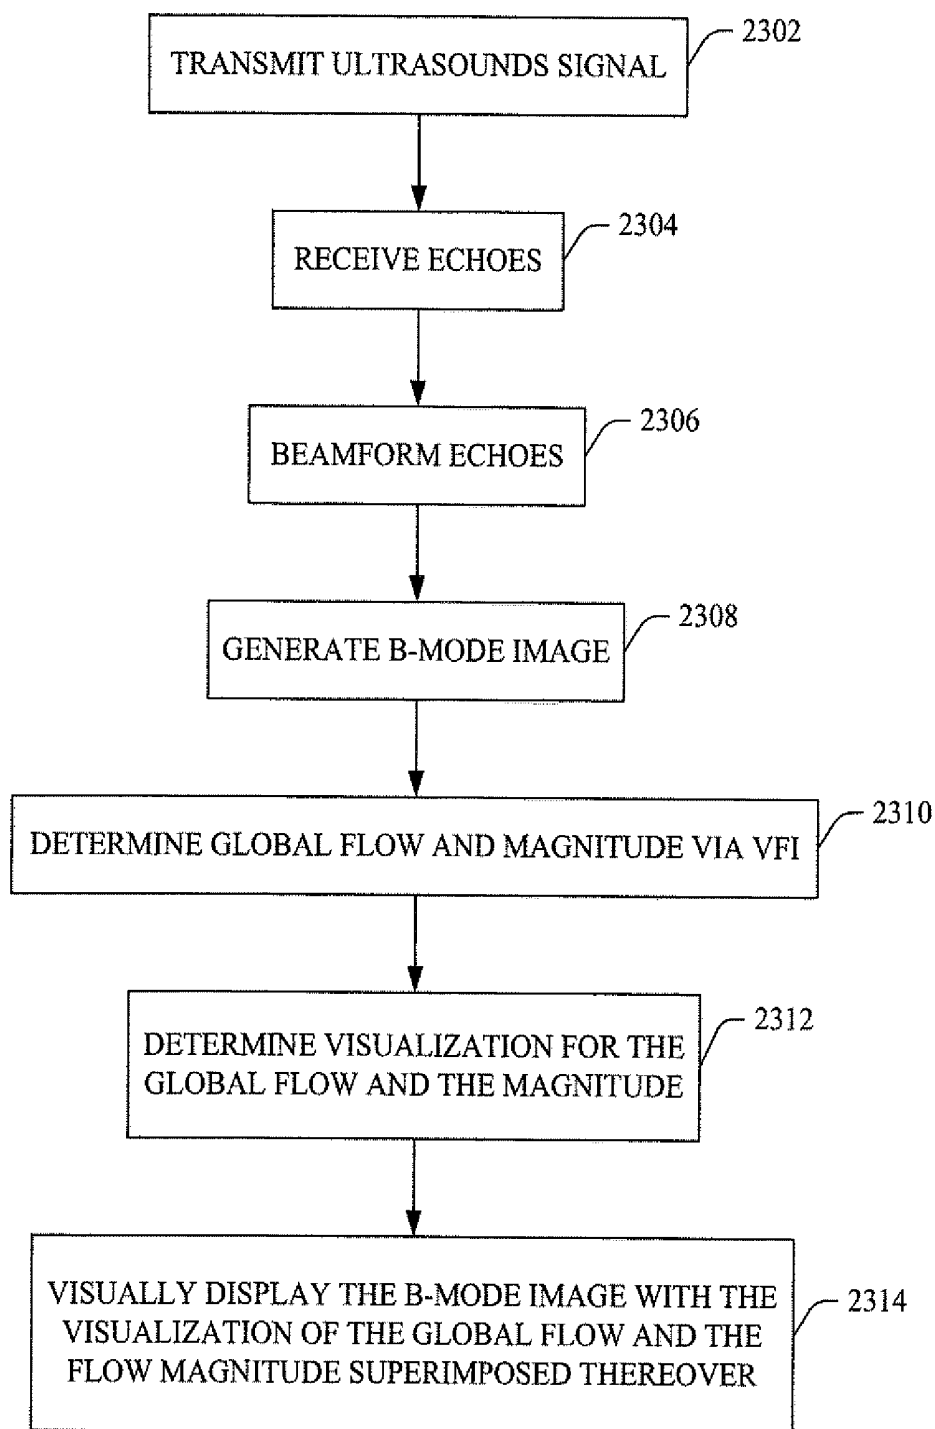 2302
TRANSMIT ULTRASOUNDS SIGNAL
2304
RECEIVE ECHOES
2306
BEAMFORM ECHOES
2308
GENERATE B-MODE IMAGE
2310
DETERMINE GLOBAL FLOW AND MAGNITUDE VIA VFI
2312
DETERMINE VISUALIZATION FOR THE
GLOBAL FLOW AND THE MAGNITUDE
2314
VISUALLY DISPLAY THE B-MODE IMAGE WITH THE
VISUALIZATION OF THE GLOBAL FLOW AND THE
FLOW MAGNITUDE SUPERIMPOSED THEREOVER